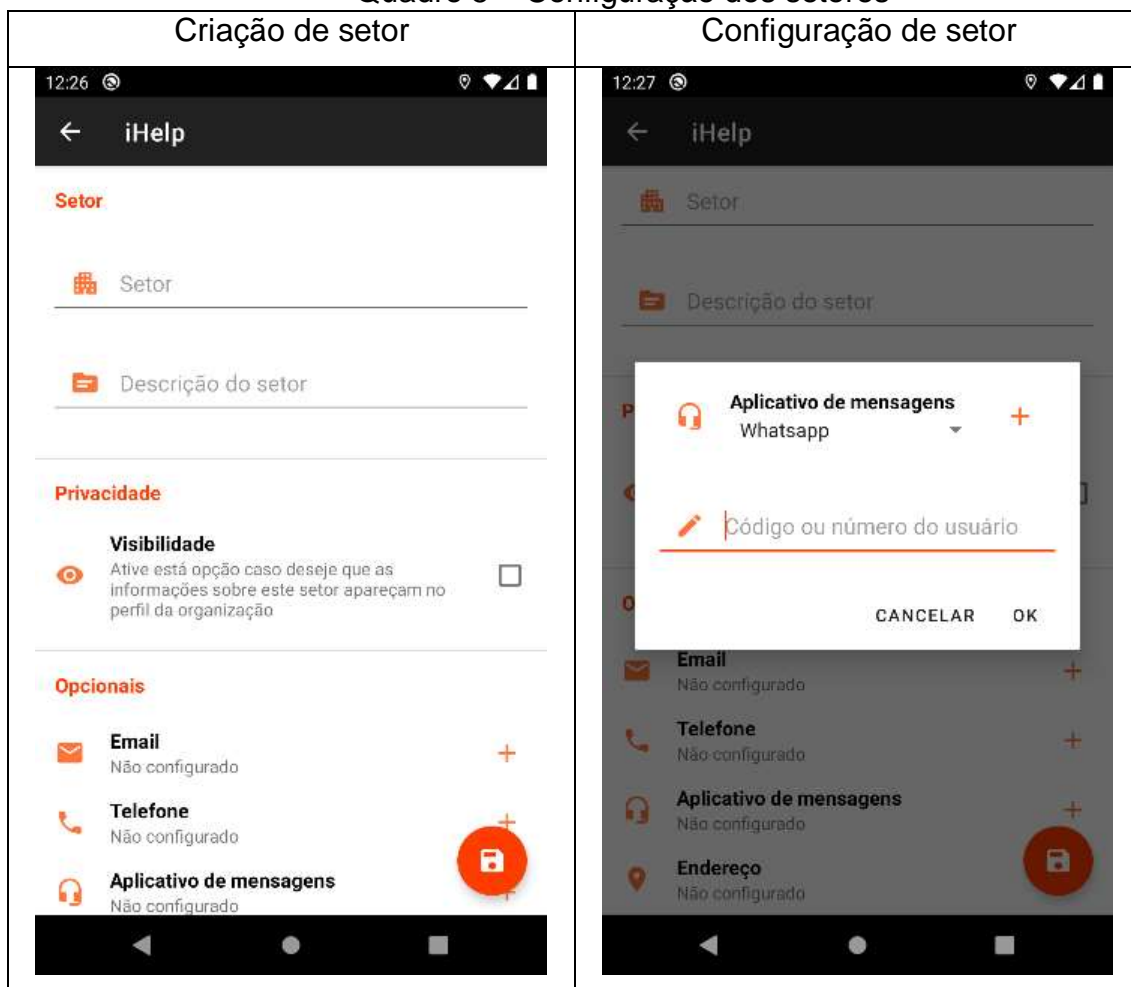 Configuração dos setores
Criação de setor
Configuração de setor
12:26
iHelp
Setor
Setor
Descrição do setor
Privacidade
Visibilidade
Ative está opção caso deseje que as
informações sobre este setor apareçam no
perfil da organização
Opcionais
Email
Não configurado
Telefone
Não configurado
Aplicativo de mensagens
Não configurado
12:27
iHelp
Setor
Descrição do setor
P
Aplicativo de mensagens
Whatsapp
Código ou número do usuário
CANCELAR OK
O
Email
Não configurado
Telefone
Não configurado
Aplicativo de mensagens
Não configurado
Endereço
Não configurado